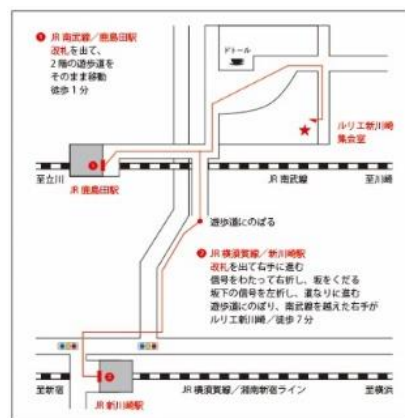 ❶ JR 南武線／鹿島田駅
改札を出て、
2階の遊歩道を
そのまま移動
徒歩1分
ドトール
ルリエ新川崎
集会室
至立川
JR 鹿島田駅
JR 南武線
至川崎
遊歩道にのぼる
❷ JR 横須賀線／新川崎駅
改札を出て右手に進む
信号をわたって右折し、坂をくだる
坂下の信号を左折し、道なりに進む
遊歩道にのぼり、南武線を越えた右手が
ルリエ新川崎／徒歩7分
至新宿
JR 新川崎駅
JR 横須賀線／湘南新宿ライン
至横浜